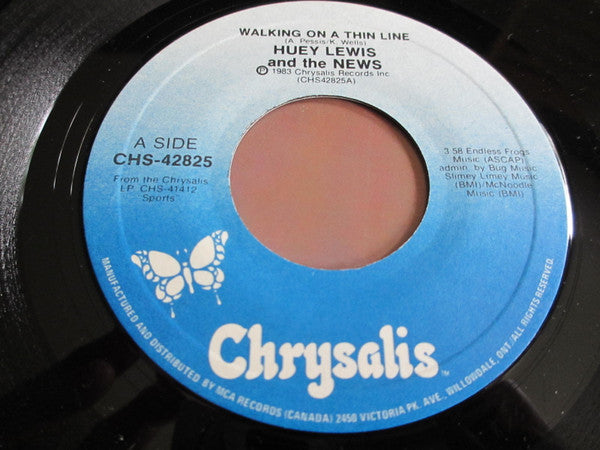 WALKING ON A THIN LINE
(A. Pessis/K. Wells)
HUEY LEWIS
and the NEWS
Ⓟ 1983 Chrysalis Records Inc
(CHS42825A)
A SIDE
CHS-42825
From the Chrysalis
LP CHS-41412
Sports
3 58 Endless Frogs
Music (ASCAP)
admin. by Bug Music
Slimey Limey Music
(BMI)/McNoodle
Music (BMI)
Chrysalis
TM
MANUFACTURED AND DISTRIBUTED BY MCA RECORDS (CANADA) 2450 VICTORIA PK. AVE., WILLOWDALE, ONT. ALL RIGHTS RESERVED.